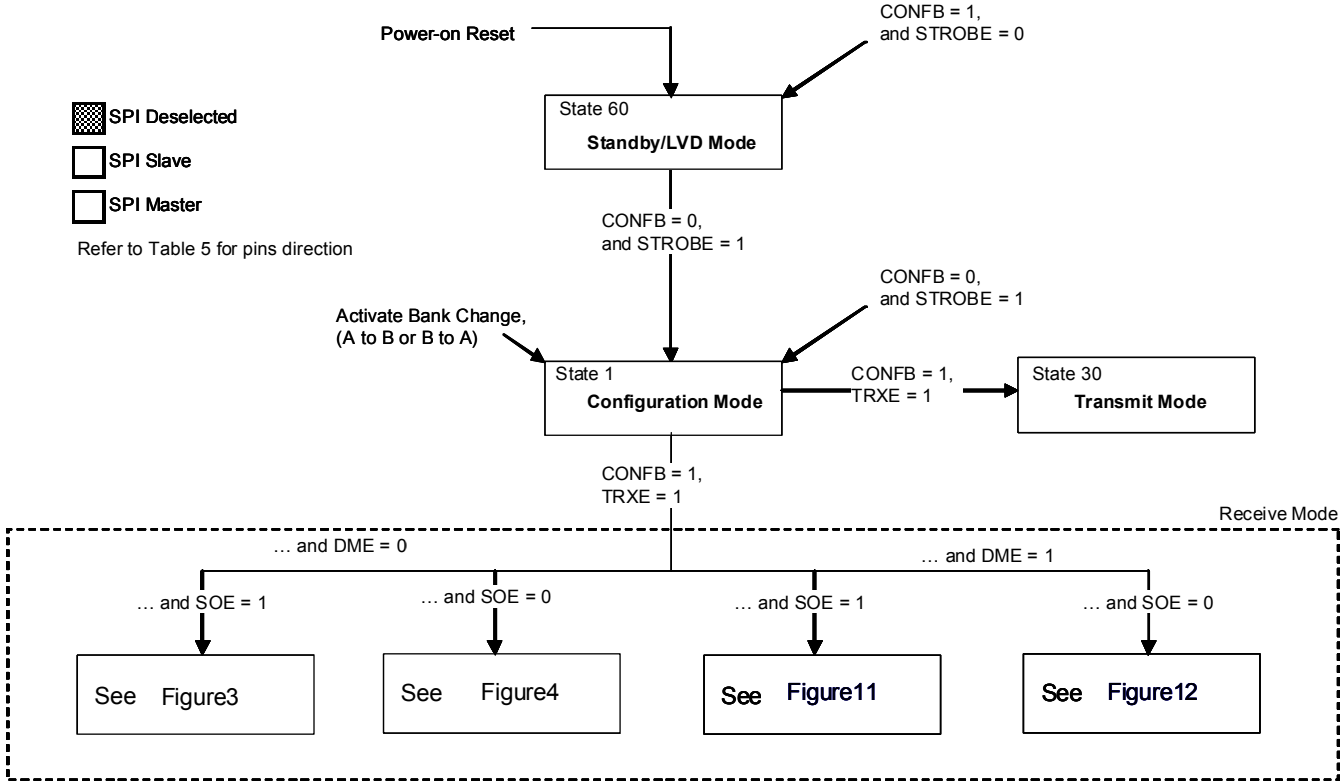 CONFB = 1,
and STROBE = 0
Power-on Reset
State 60
Standby/LVD Mode
SPI Deselected
SPI Slave
SPI Master
Refer to Table 5 for pins direction
CONFB = 0,
and STROBE = 1
CONFB = 0,
and STROBE = 1
Activate Bank Change,
(A to B or B to A)
State 1
Configuration Mode
CONFB = 1,
TRXE = 1
State 30
Transmit Mode
CONFB = 1,
TRXE = 1
Receive Mode
… and DME = 0
… and DME = 1
… and SOE = 1
… and SOE = 0
… and SOE = 1
… and SOE = 0
See Figure3
See Figure4
See Figure11
See Figure12